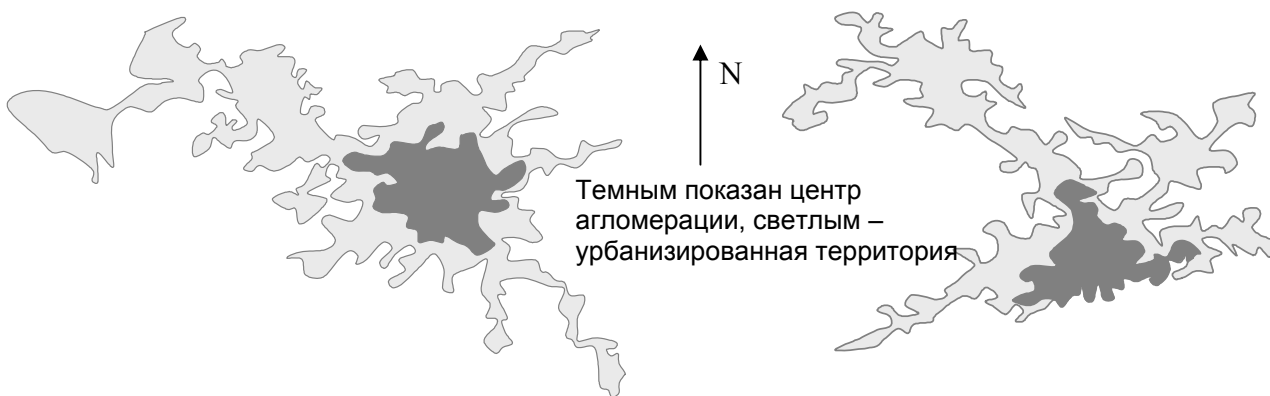 N
Темным показан центр
агломерации, светлым –
урбанизированная территория